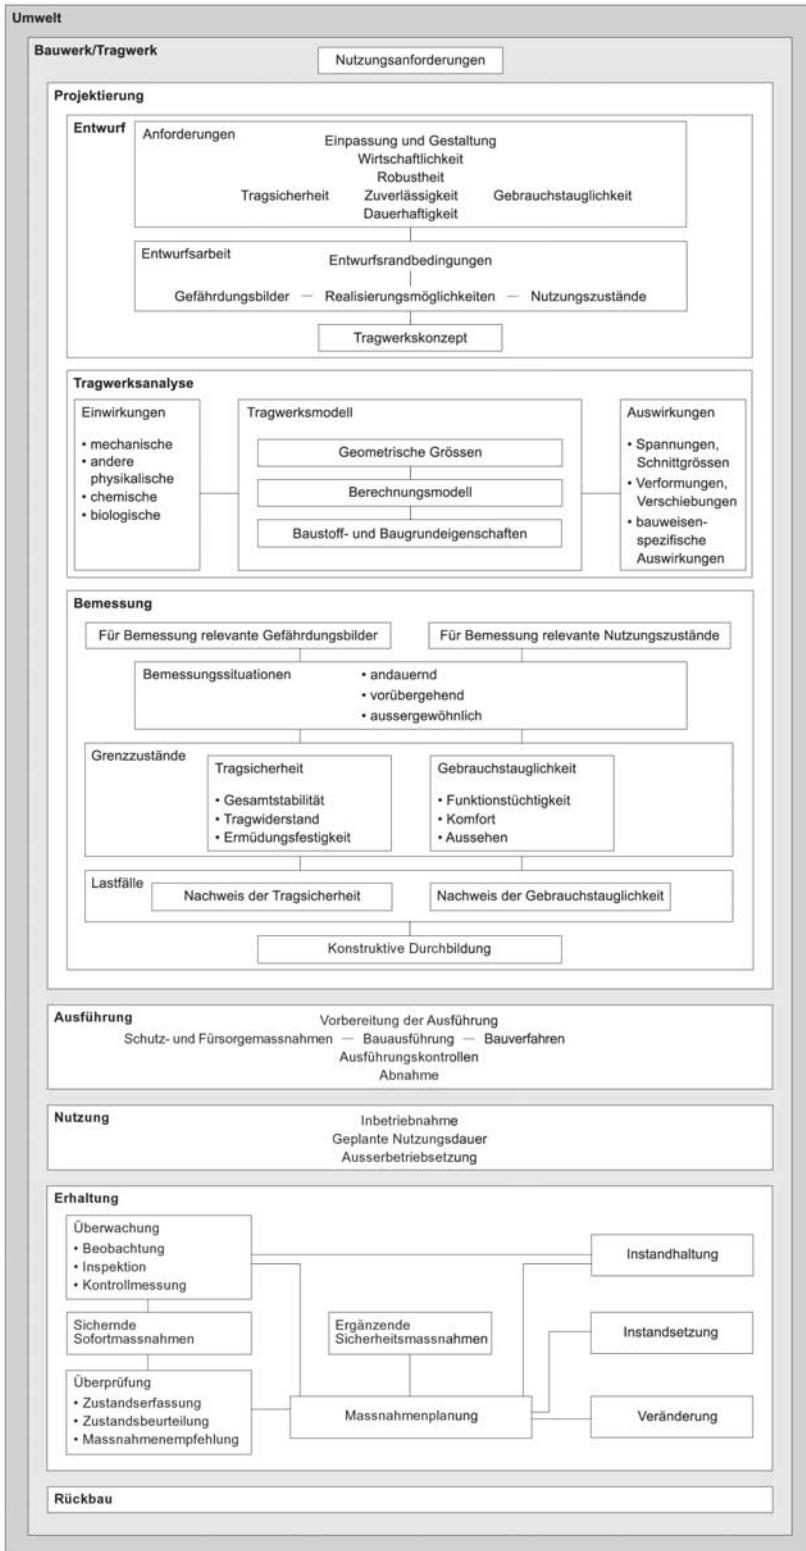 Umwelt
Bauwerk/Tragwerk
Nutzungsanforderungen
Projektierung
Entwurf
Anforderungen
Einpassung und Gestaltung
Wirtschaftlichkeit
Robustheit
Tragsicherheit Zuverlässigkeit Gebrauchstauglichkeit
Dauerhaftigkeit
Entwurfsarbeit
Entwurfsrandbedingungen
Gefährdungsbilder — Realisierungsmöglichkeiten — Nutzungszustände
Tragwerkskonzept
Tragwerksanalyse
Einwirkungen
• mechanische
• andere
physikalische
• chemische
• biologische
Tragwerksmodell
Geometrische Grössen
Berechnungsmodell
Baustoff- und Baugrundeigenschaften
Auswirkungen
• Spannungen,
Schnittgrössen
• Verformungen,
Verschiebungen
• bauweisen-
spezifische
Auswirkungen
Bemessung
Für Bemessung relevante Gefährdungsbilder
Für Bemessung relevante Nutzungszustände
Bemessungssituationen
• andauernd
• vorübergehend
• aussergewöhnlich
Grenzzustände
Tragsicherheit
• Gesamtstabilität
• Tragwiderstand
• Ermüdungsfestigkeit
Gebrauchstauglichkeit
• Funktionstüchtigkeit
• Komfort
• Aussehen
Lastfälle
Nachweis der Tragsicherheit
Nachweis der Gebrauchstauglichkeit
Konstruktive Durchbildung
Ausführung
Vorbereitung der Ausführung
Schutz- und Fürsorgemassnahmen — Bauausführung — Bauverfahren
Ausführungskontrollen
Abnahme
Nutzung
Inbetriebnahme
Geplante Nutzungsdauer
Ausserbetriebsetzung
Erhaltung
Überwachung
• Beobachtung
• Inspektion
• Kontrollmessung
Instandhaltung
Sichernde
Sofortmassnahmen
Ergänzende
Sicherheitsmassnahmen
Instandsetzung
Überprüfung
• Zustandserfassung
• Zustandsbeurteilung
• Massnahmenempfehlung
Massnahmenplanung
Veränderung
Rückbau